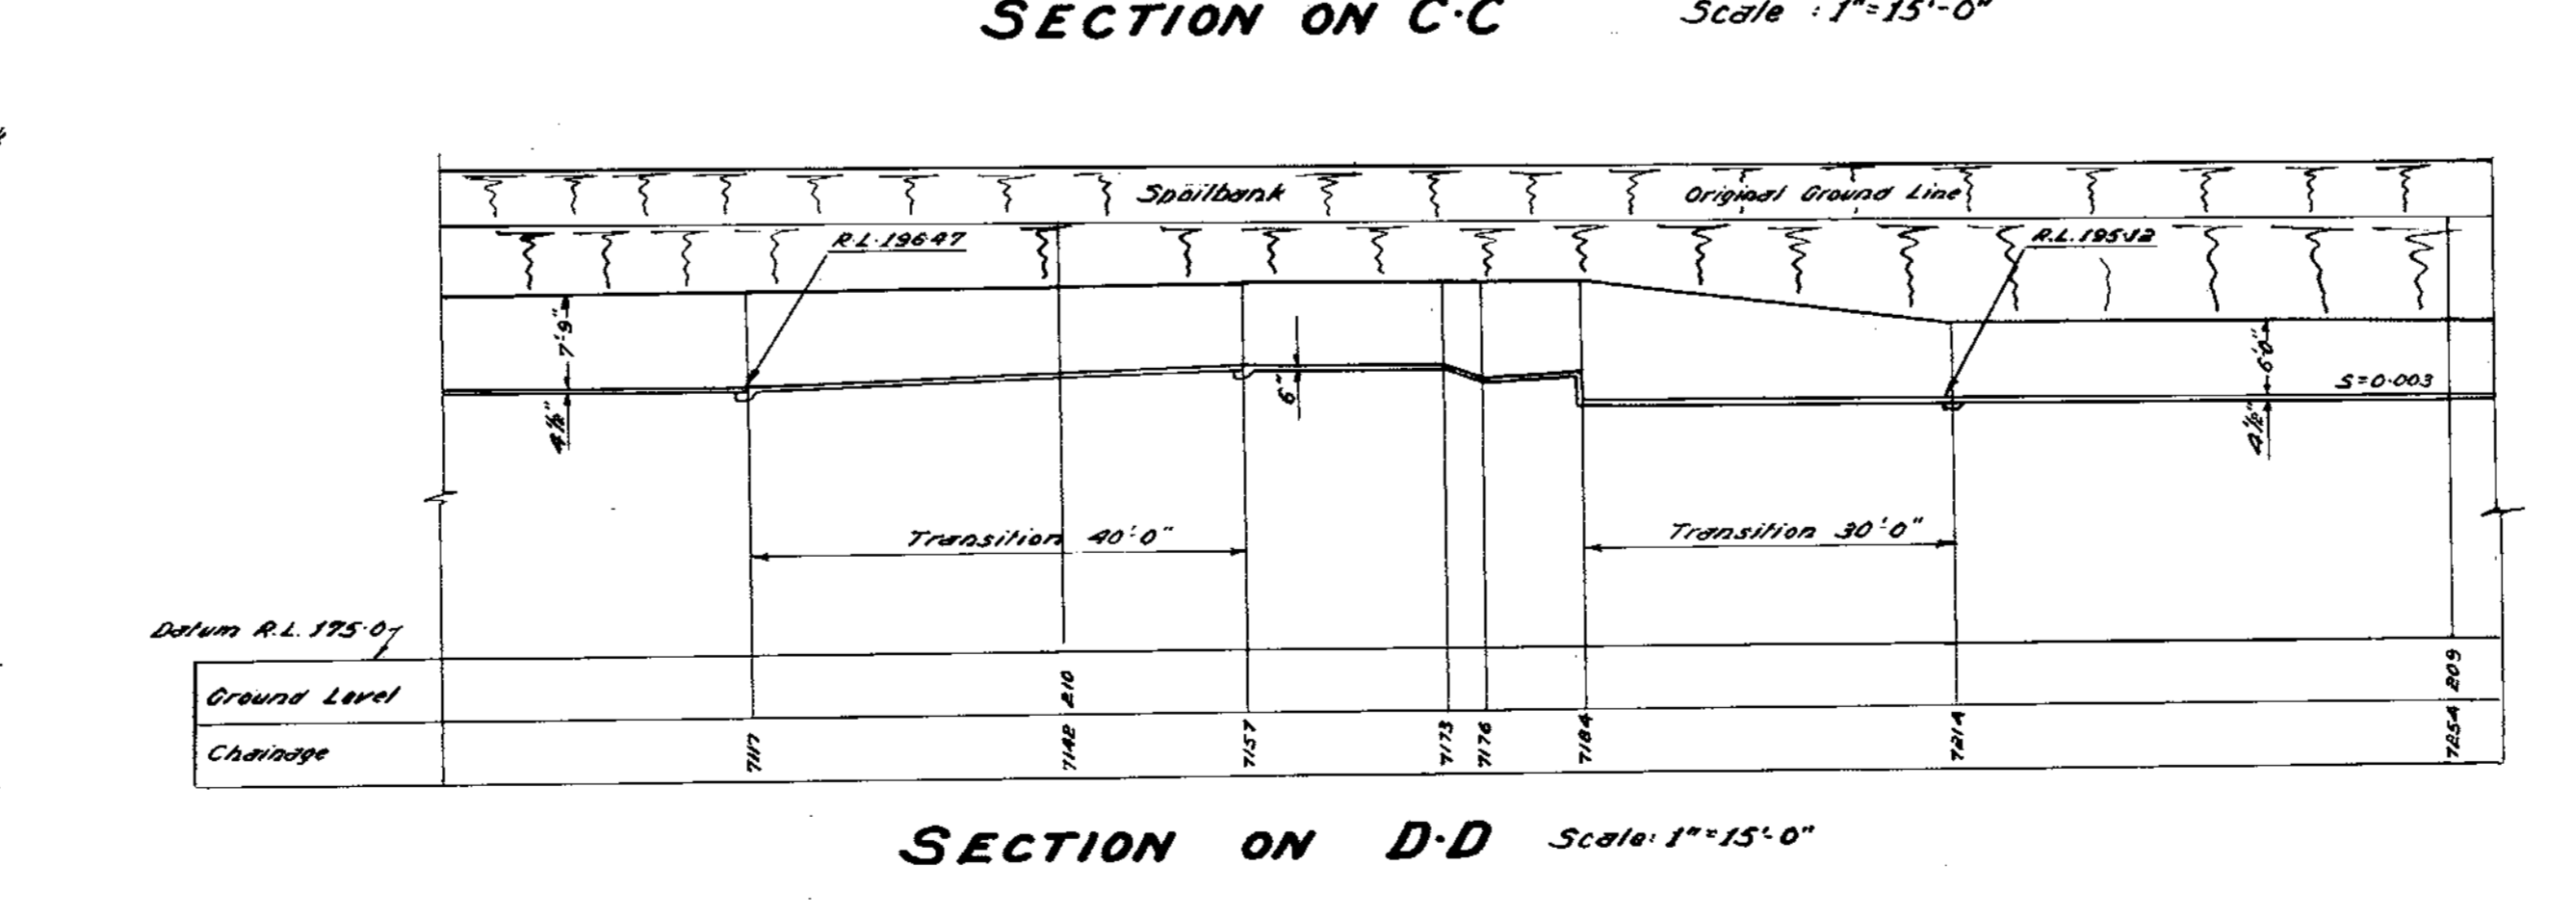 SECTION ON C·C Scale : 1"=15'-0"
Spoilbank Original Ground Line
R.L.196·47 R.L.195·12
7'-9" 6'-0"
S=0·003
4½" 6" 4½"
Transition 40'-0" Transition 30'-0"
Datum R.L. 175·0
Ground Level 210 209
Chainage 7117 7142 7157 7173 7176 7184 7214 7254
SECTION ON D·D Scale: 1"=15'-0"